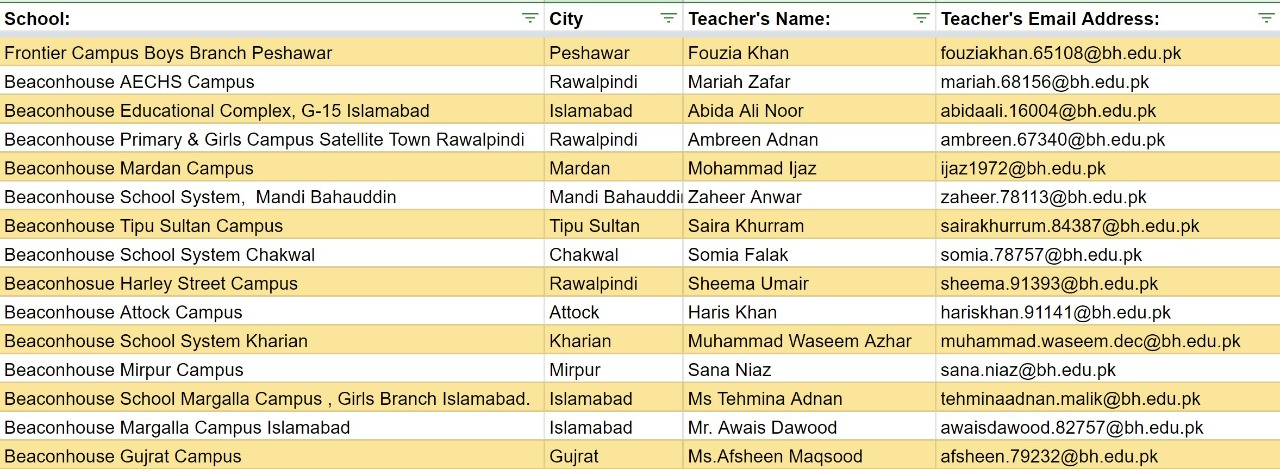 School: City Teacher's Name: Teacher's Email Address:
Frontier Campus Boys Branch Peshawar Peshawar Fouzia Khan fouziakhan.65108@bh.edu.pk
Beaconhouse AECHS Campus Rawalpindi Mariah Zafar mariah.68156@bh.edu.pk
Beaconhouse Educational Complex, G-15 Islamabad Islamabad Abida Ali Noor abidaali.16004@bh.edu.pk
Beaconhouse Primary & Girls Campus Satellite Town Rawalpindi Rawalpindi Ambreen Adnan ambreen.67340@bh.edu.pk
Beaconhouse Mardan Campus Mardan Mohammad Ijaz ijaz1972@bh.edu.pk
Beaconhouse School System,  Mandi Bahauddin Mandi Bahauddin Zaheer Anwar zaheer.78113@bh.edu.pk
Beaconhouse Tipu Sultan Campus Tipu Sultan Saira Khurram sairakhurrum.84387@bh.edu.pk
Beaconhouse School System Chakwal Chakwal Somia Falak somia.78757@bh.edu.pk
Beaconhosue Harley Street Campus Rawalpindi Sheema Umair sheema.91393@bh.edu.pk
Beaconhouse Attock Campus Attock Haris Khan hariskhan.91141@bh.edu.pk
Beaconhouse School System Kharian Kharian Muhammad Waseem Azhar muhammad.waseem.dec@bh.edu.pk
Beaconhouse Mirpur Campus Mirpur Sana Niaz sana.niaz@bh.edu.pk
Beaconhouse School Margalla Campus , Girls Branch Islamabad. Islamabad Ms Tehmina Adnan tehminaadnan.malik@bh.edu.pk
Beaconhouse Margalla Campus Islamabad Islamabad Mr. Awais Dawood awaisdawood.82757@bh.edu.pk
Beaconhouse Gujrat Campus Gujrat Ms.Afsheen Maqsood afsheen.79232@bh.edu.pk